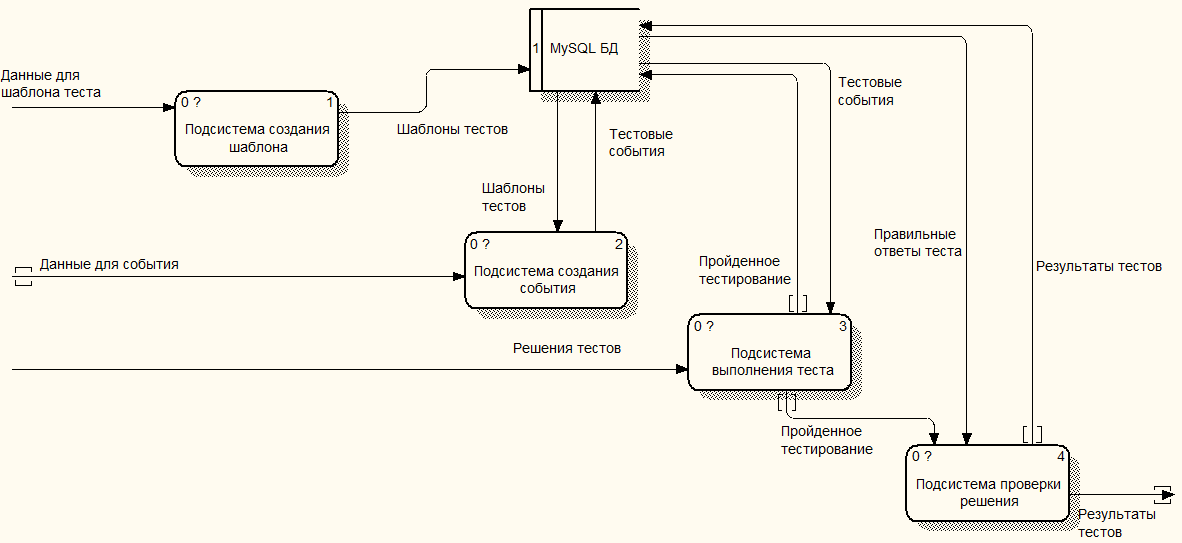 1 MySQL БД
Данные для
шаблона теста
0 ? 1
Подсистема создания
шаблона
Шаблоны тестов
Тестовые
события
Тестовые
события
Шаблоны
тестов
0 ? 2
Подсистема создания
события
Данные для события
Правильные
ответы теста
Пройденное
тестирование
Результаты тестов
0 ? 3
Подсистема
выполнения теста
Решения тестов
Пройденное
тестирование
0 ? 4
Подсистема проверки
решения
Результаты
тестов